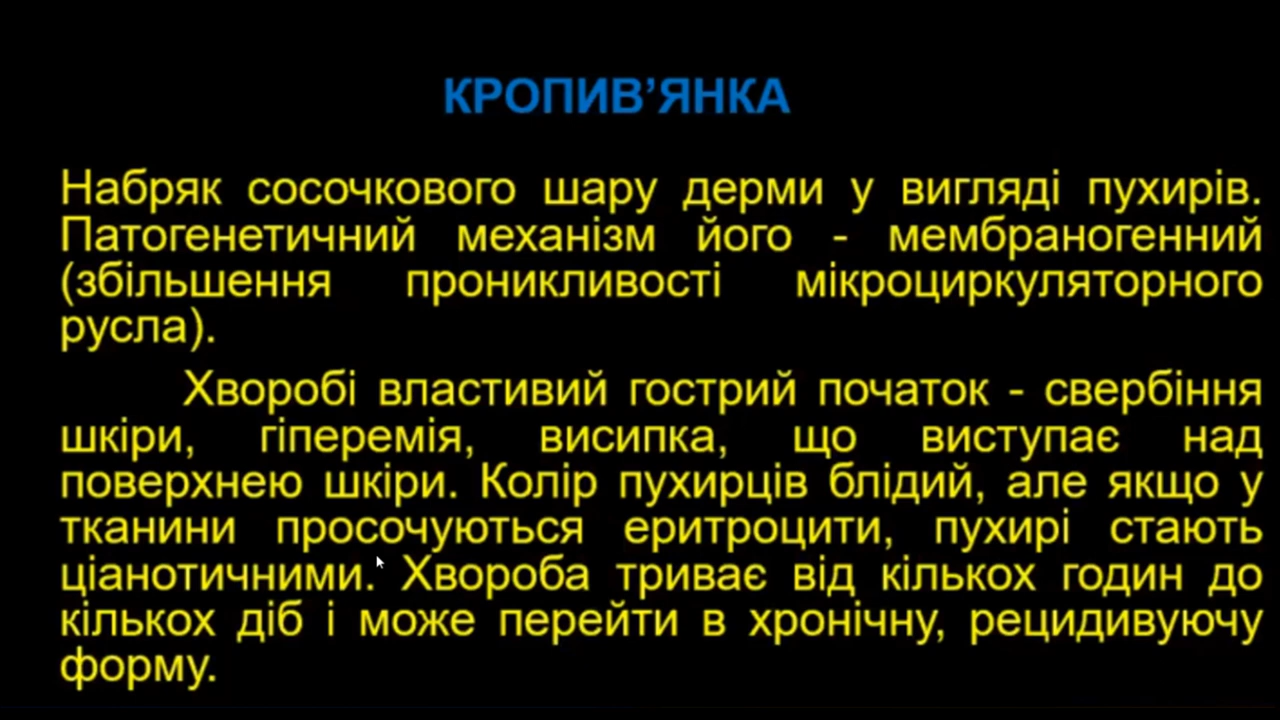 КРОПИВ’ЯНКА
Набряк сосочкового шару дерми у вигляді пухирів.
Патогенетичний механізм його - мембраногенний
(збільшення проникливості мікроциркуляторного
русла).
Хворобі властивий гострий початок - свербіння
шкіри, гіперемія, висипка, що виступає над
поверхнею шкіри. Колір пухирців блідий, але якщо у
тканини просочуються еритроцити, пухирі стають
ціанотичними. Хвороба триває від кількох годин до
кількох діб і може перейти в хронічну, рецидивуючу
форму.